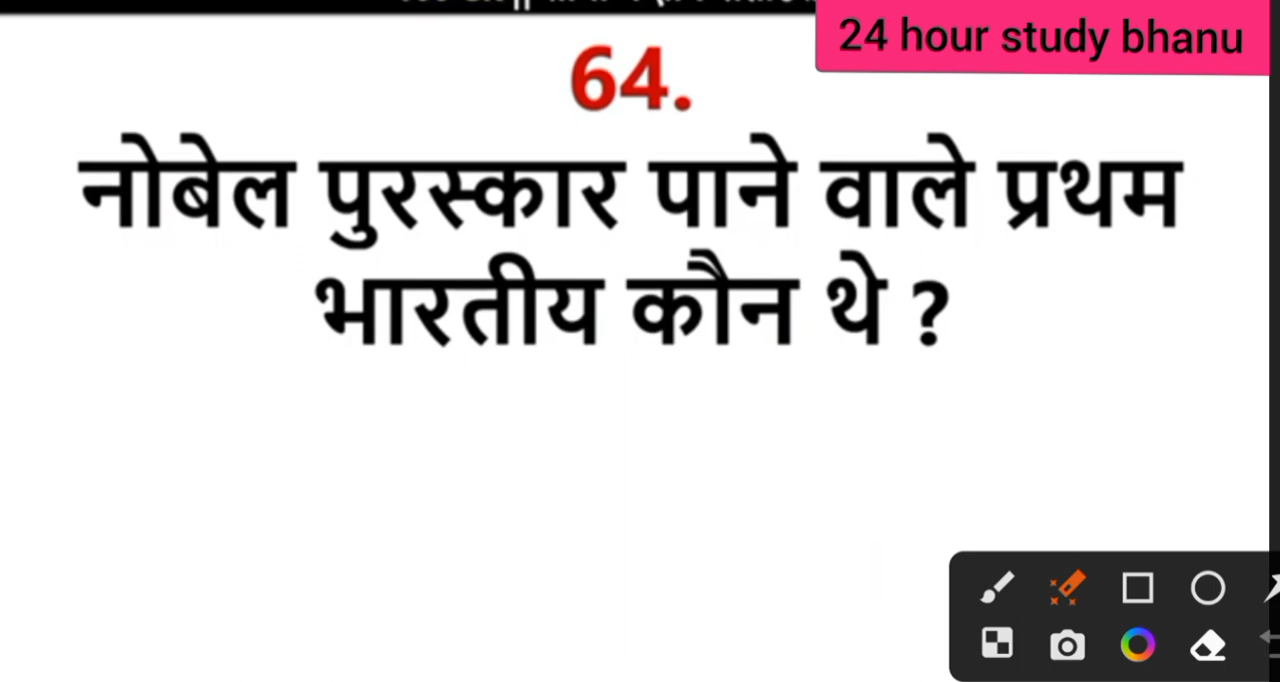 24 hour study bhanu
64.
नोबेल पुरस्कार पाने वाले प्रथम
भारतीय कौन थे ?